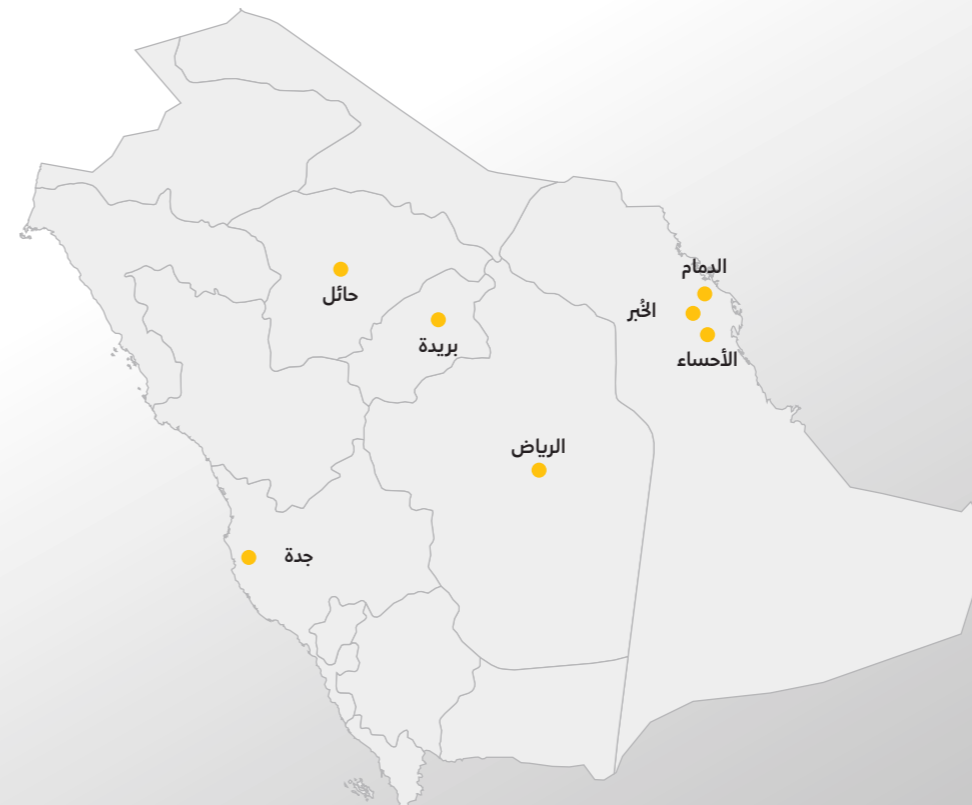 الدمام
حائل
الخُبر
بريدة
الأحساء
الرياض
جدة